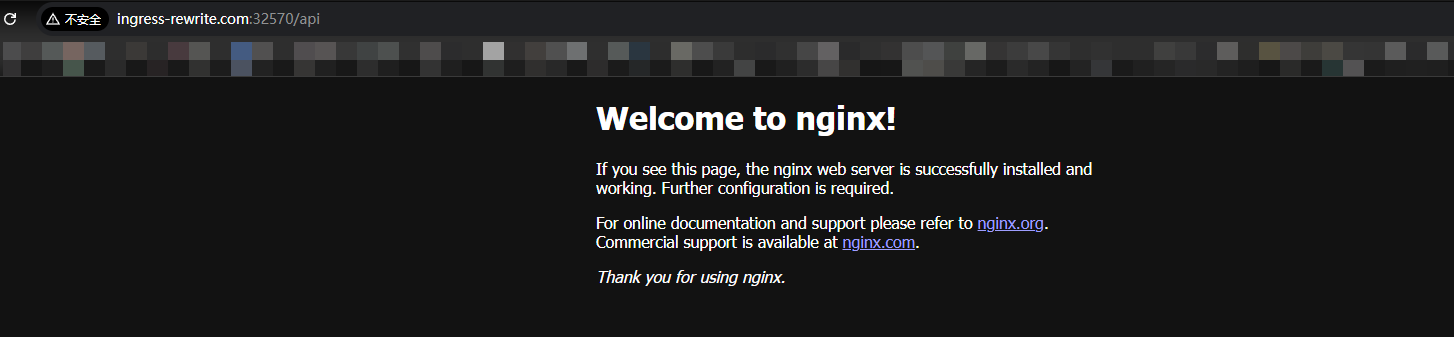 不安全 ingress-rewrite.com:32570/api
Welcome to nginx!
If you see this page, the nginx web server is successfully installed and
working. Further configuration is required.
For online documentation and support please refer to nginx.org.
Commercial support is available at nginx.com.
Thank you for using nginx.